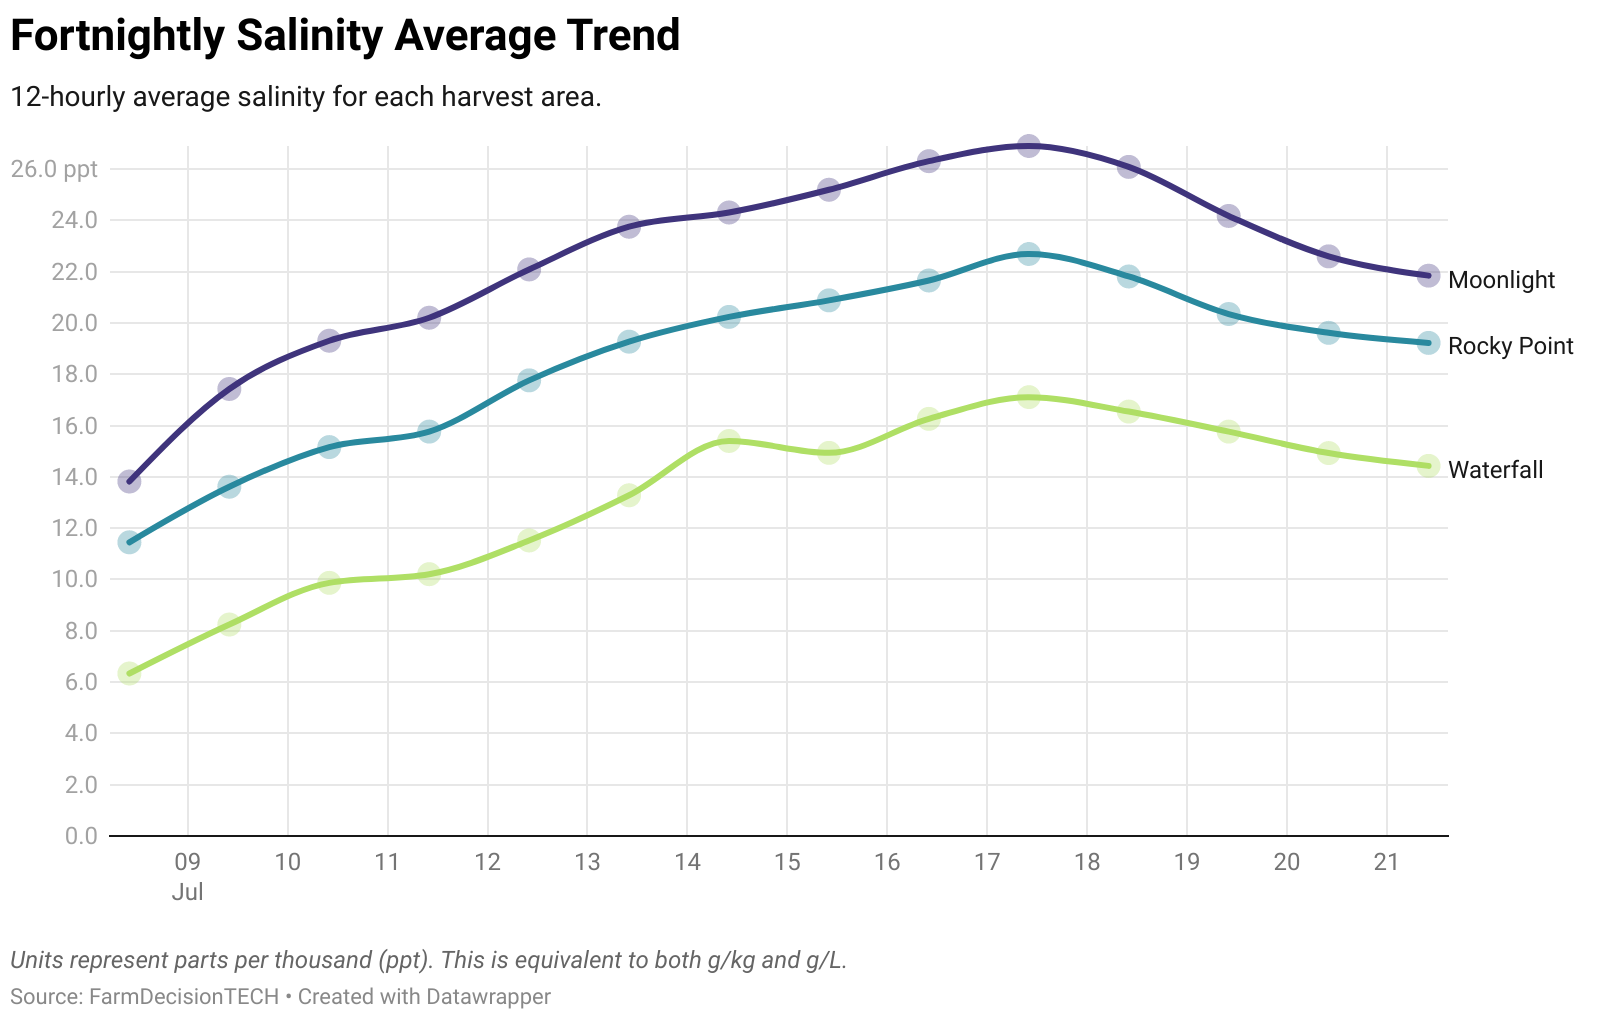 Fortnightly Salinity Average Trend
12-hourly average salinity for each harvest area.
26.0 ppt
24.0
22.0
20.0
18.0
16.0
14.0
12.0
10.0
8.0
6.0
4.0
2.0
0.0
Moonlight
Rocky Point
Waterfall
09 10 11 12 13 14 15 16 17 18 19 20 21
Jul
Units represent parts per thousand (ppt). This is equivalent to both g/kg and g/L.
Source: FarmDecisionTECH • Created with Datawrapper